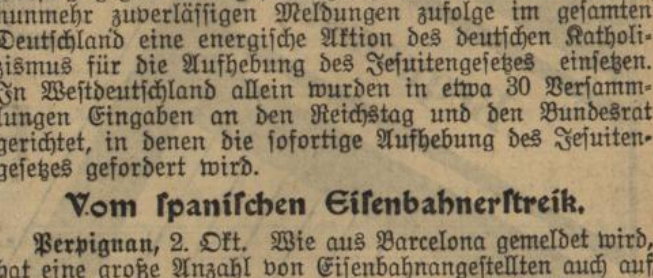 nunmehr zuverläſſigen Meldungen zufolge im geſamten
Deutſchland eine energiſche Aktion des deutſchen Katholi-
zismus für die Aufhebung des Jeſuitengeſetzes einſetzen.
In Weſtdeutſchland allein wurden in etwa 30 Verſamm-
lungen Eingaben an den Reichstag und den Bundesrat
gerichtet, in denen die ſofortige Aufhebung des Jeſuiten-
geſetzes gefordert wird.
Vom ſpaniſchen Eiſenbahnerſtreik.
Perpignan, 2. Okt. Wie aus Barcelona gemeldet wird,
hat eine große Anzahl von Eiſenbahnangeſtellten auch auf